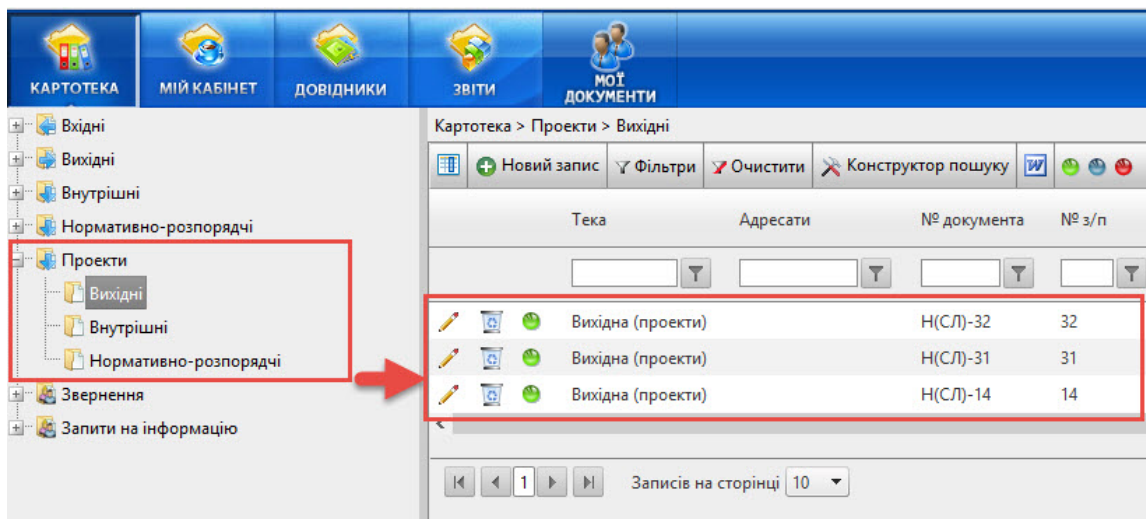 КАРТОТЕКА
МІЙ КАБІНЕТ
ДОВІДНИКИ
ЗВІТИ
МОЇ
ДОКУМЕНТИ
Вхідні
Вихідні
Внутрішні
Нормативно-розпорядчі
Проекти
Вихідні
Внутрішні
Нормативно-розпорядчі
Звернення
Запити на інформацію
Картотека > Проекти > Вихідні
Новий запис Фільтри Очистити Конструктор пошуку W
Тека Адресати № документа № з/п
Вихідна (проекти) Н(СЛ)-32 32
Вихідна (проекти) Н(СЛ)-31 31
Вихідна (проекти) Н(СЛ)-14 14
1 Записів на сторінці 10